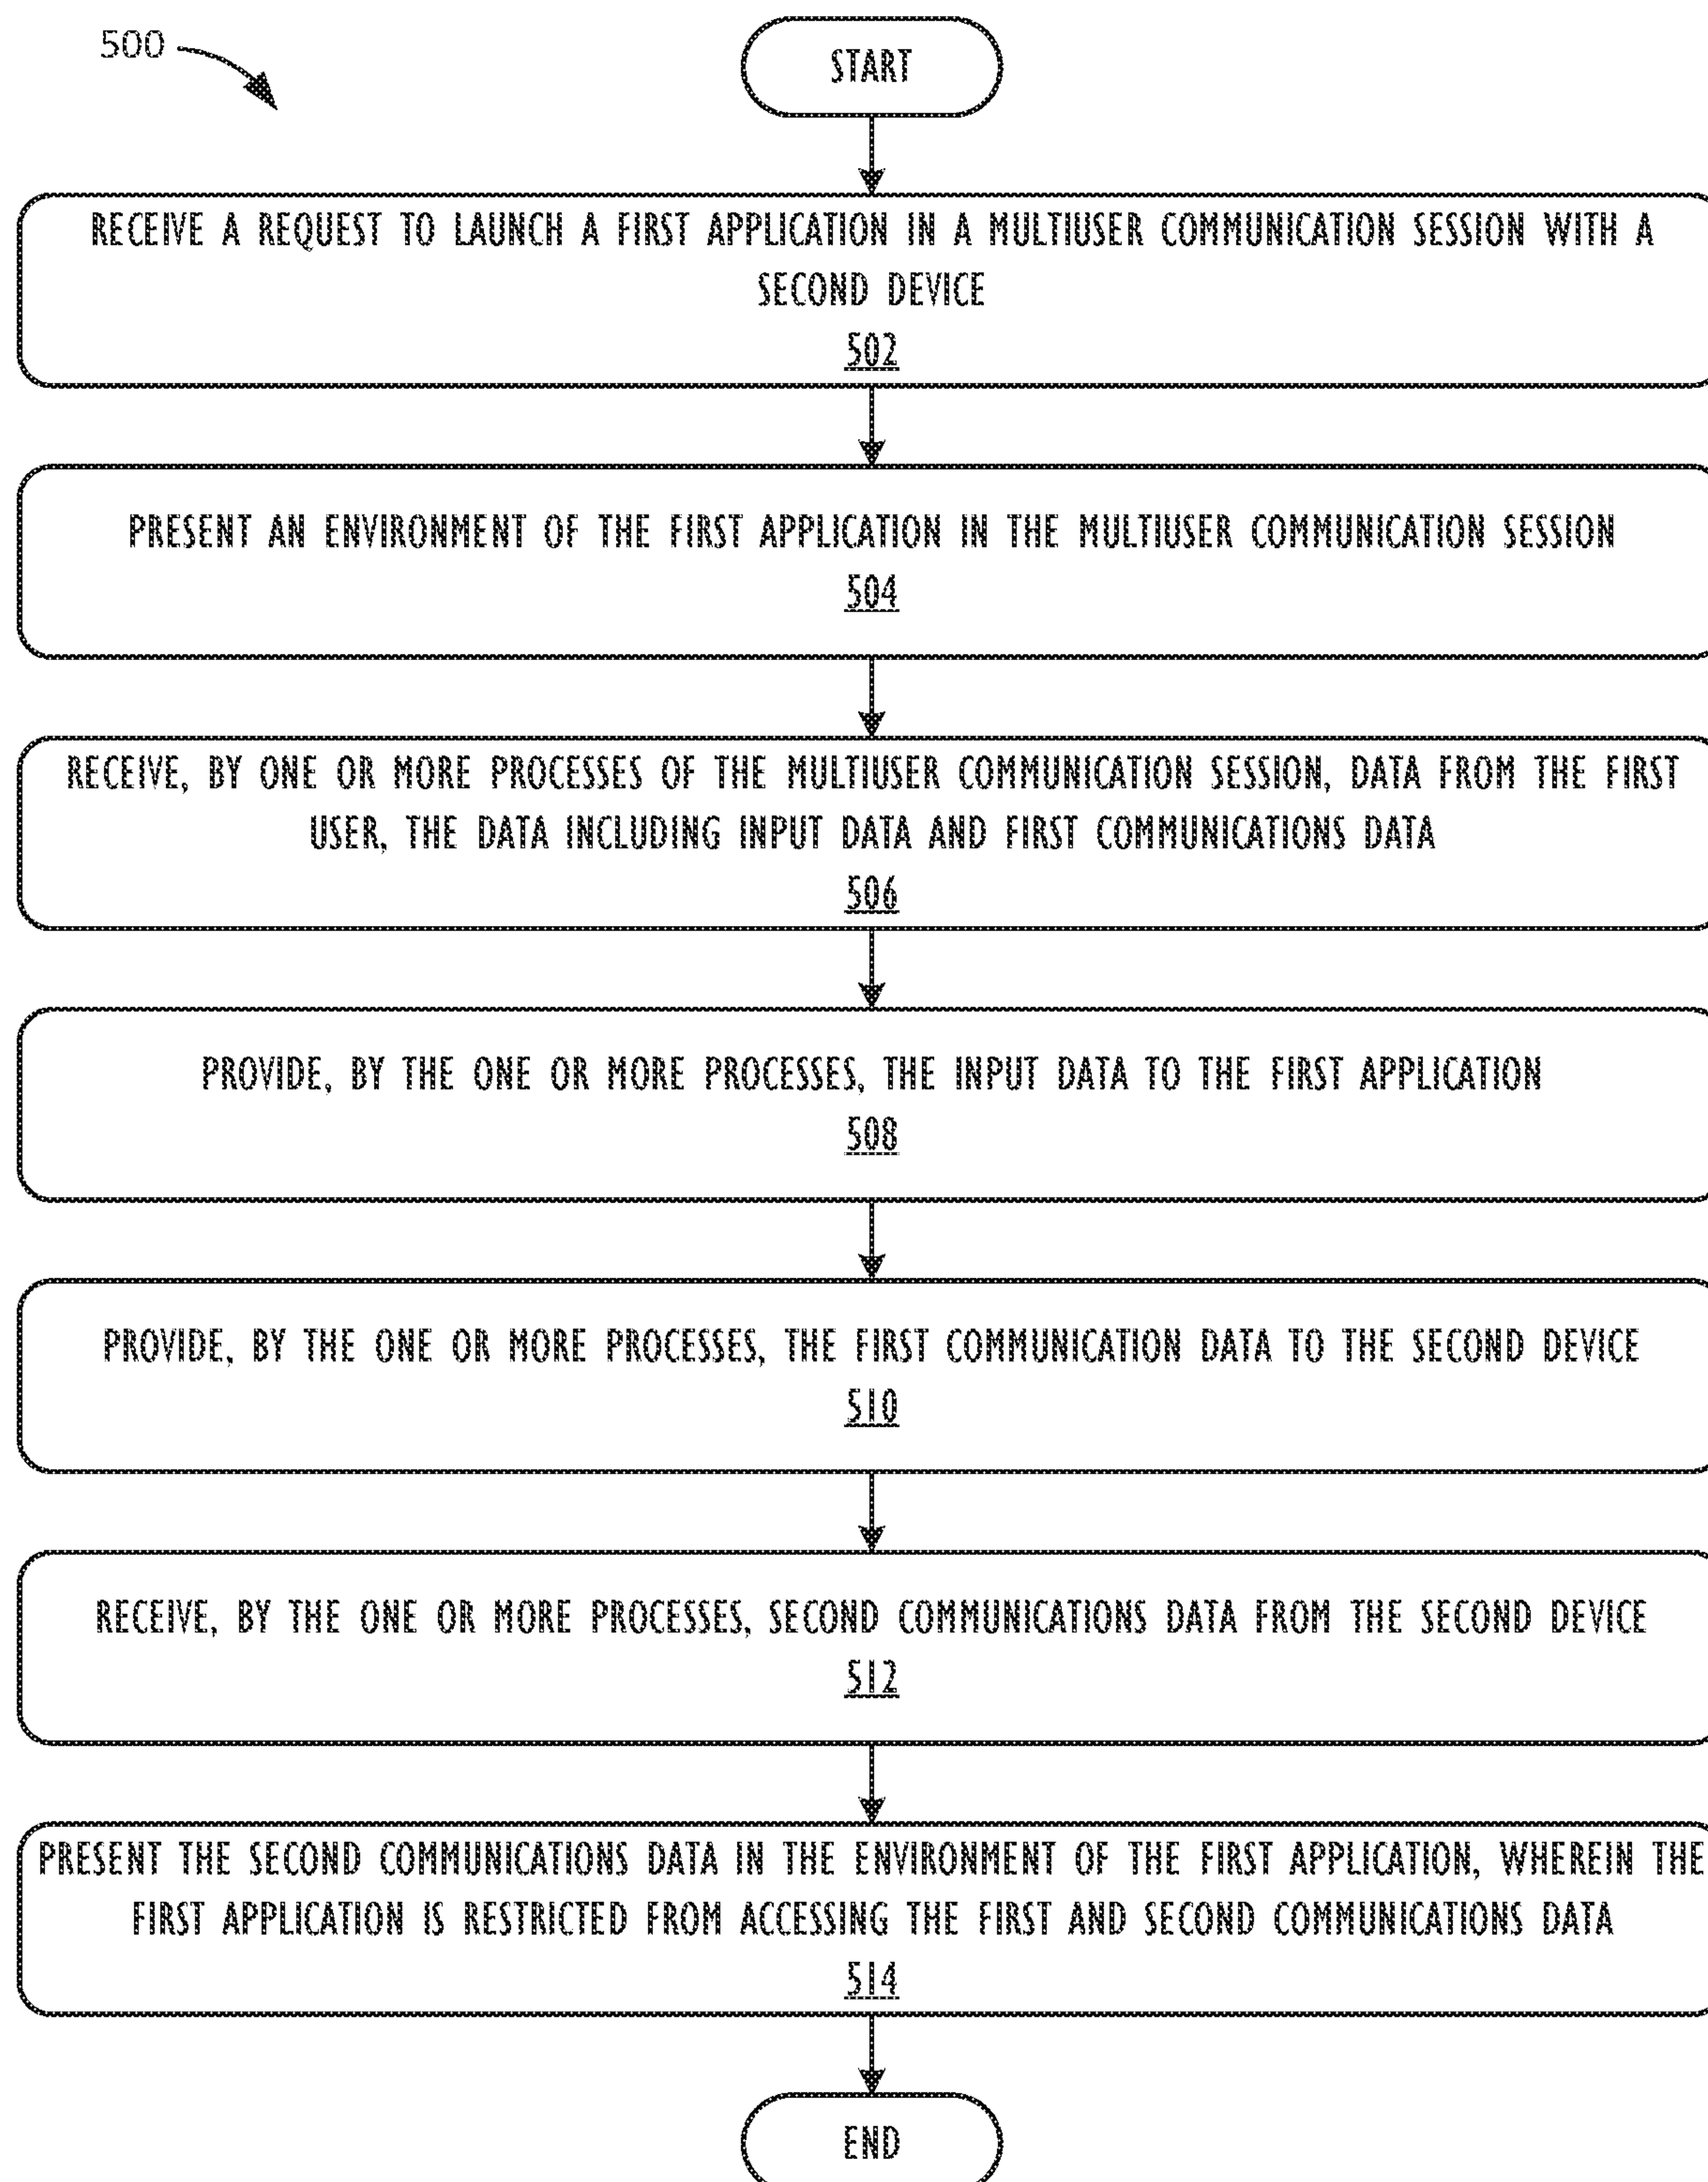 500
START
RECEIVE A REQUEST TO LAUNCH A FIRST APPLICATION IN A MULTIUSER COMMUNICATION SESSION WITH A
SECOND DEVICE
502
PRESENT AN ENVIRONMENT OF THE FIRST APPLICATION IN THE MULTIUSER COMMUNICATION SESSION
504
RECEIVE, BY ONE OR MORE PROCESSES OF THE MULTIUSER COMMUNICATION SESSION, DATA FROM THE FIRST
USER, THE DATA INCLUDING INPUT DATA AND FIRST COMMUNICATIONS DATA
506
PROVIDE, BY THE ONE OR MORE PROCESSES, THE INPUT DATA TO THE FIRST APPLICATION
508
PROVIDE, BY THE ONE OR MORE PROCESSES, THE FIRST COMMUNICATION DATA TO THE SECOND DEVICE
510
RECEIVE, BY THE ONE OR MORE PROCESSES, SECOND COMMUNICATIONS DATA FROM THE SECOND DEVICE
512
PRESENT THE SECOND COMMUNICATIONS DATA IN THE ENVIRONMENT OF THE FIRST APPLICATION, WHEREIN THE
FIRST APPLICATION IS RESTRICTED FROM ACCESSING THE FIRST AND SECOND COMMUNICATIONS DATA
514
END